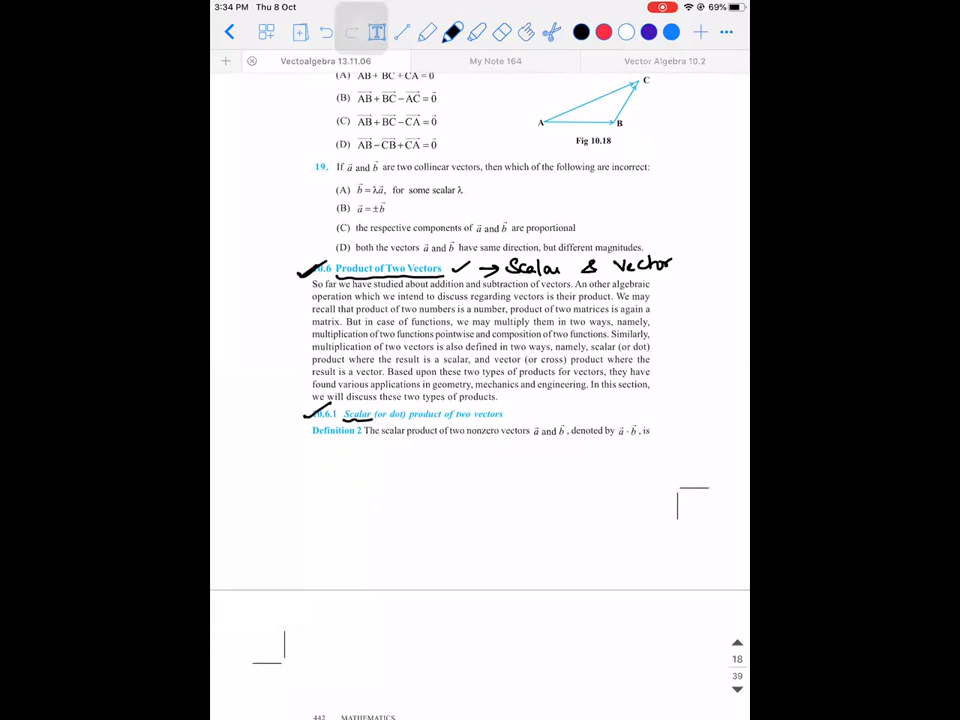 3:34 PM Thu 8 Oct
69%
Vectoalgebra 13.11.06
My Note 164
Vector Algebra 10.2
(A) AB + BC + CA = 0
(B) AB + BC − AC = 0
(C) AB + BC − CA = 0
(D) AB − CB + CA = 0
A
B
C
Fig 10.18
19. If a⃗ and b⃗ are two collinear vectors, then which of the following are incorrect:
(A) b⃗ = λa⃗, for some scalar λ
(B) a⃗ = ±b⃗
(C) the respective components of a⃗ and b⃗ are proportional
(D) both the vectors a⃗ and b⃗ have same direction, but different magnitudes.
0.6 Product of Two Vectors ✓ → Scalar & Vector
So far we have studied about addition and subtraction of vectors. An other algebraic
operation which we intend to discuss regarding vectors is their product. We may
recall that product of two numbers is a number, product of two matrices is again a
matrix. But in case of functions, we may multiply them in two ways, namely,
multiplication of two functions pointwise and composition of two functions. Similarly,
multiplication of two vectors is also defined in two ways, namely, scalar (or dot)
product where the result is a scalar, and vector (or cross) product where the
result is a vector. Based upon these two types of products for vectors, they have
found various applications in geometry, mechanics and engineering. In this section,
we will discuss these two types of products.
0.6.1 Scalar (or dot) product of two vectors
Definition 2 The scalar product of two nonzero vectors a⃗ and b⃗, denoted by a⃗ · b⃗, is
18
39
442 MATHEMATICS